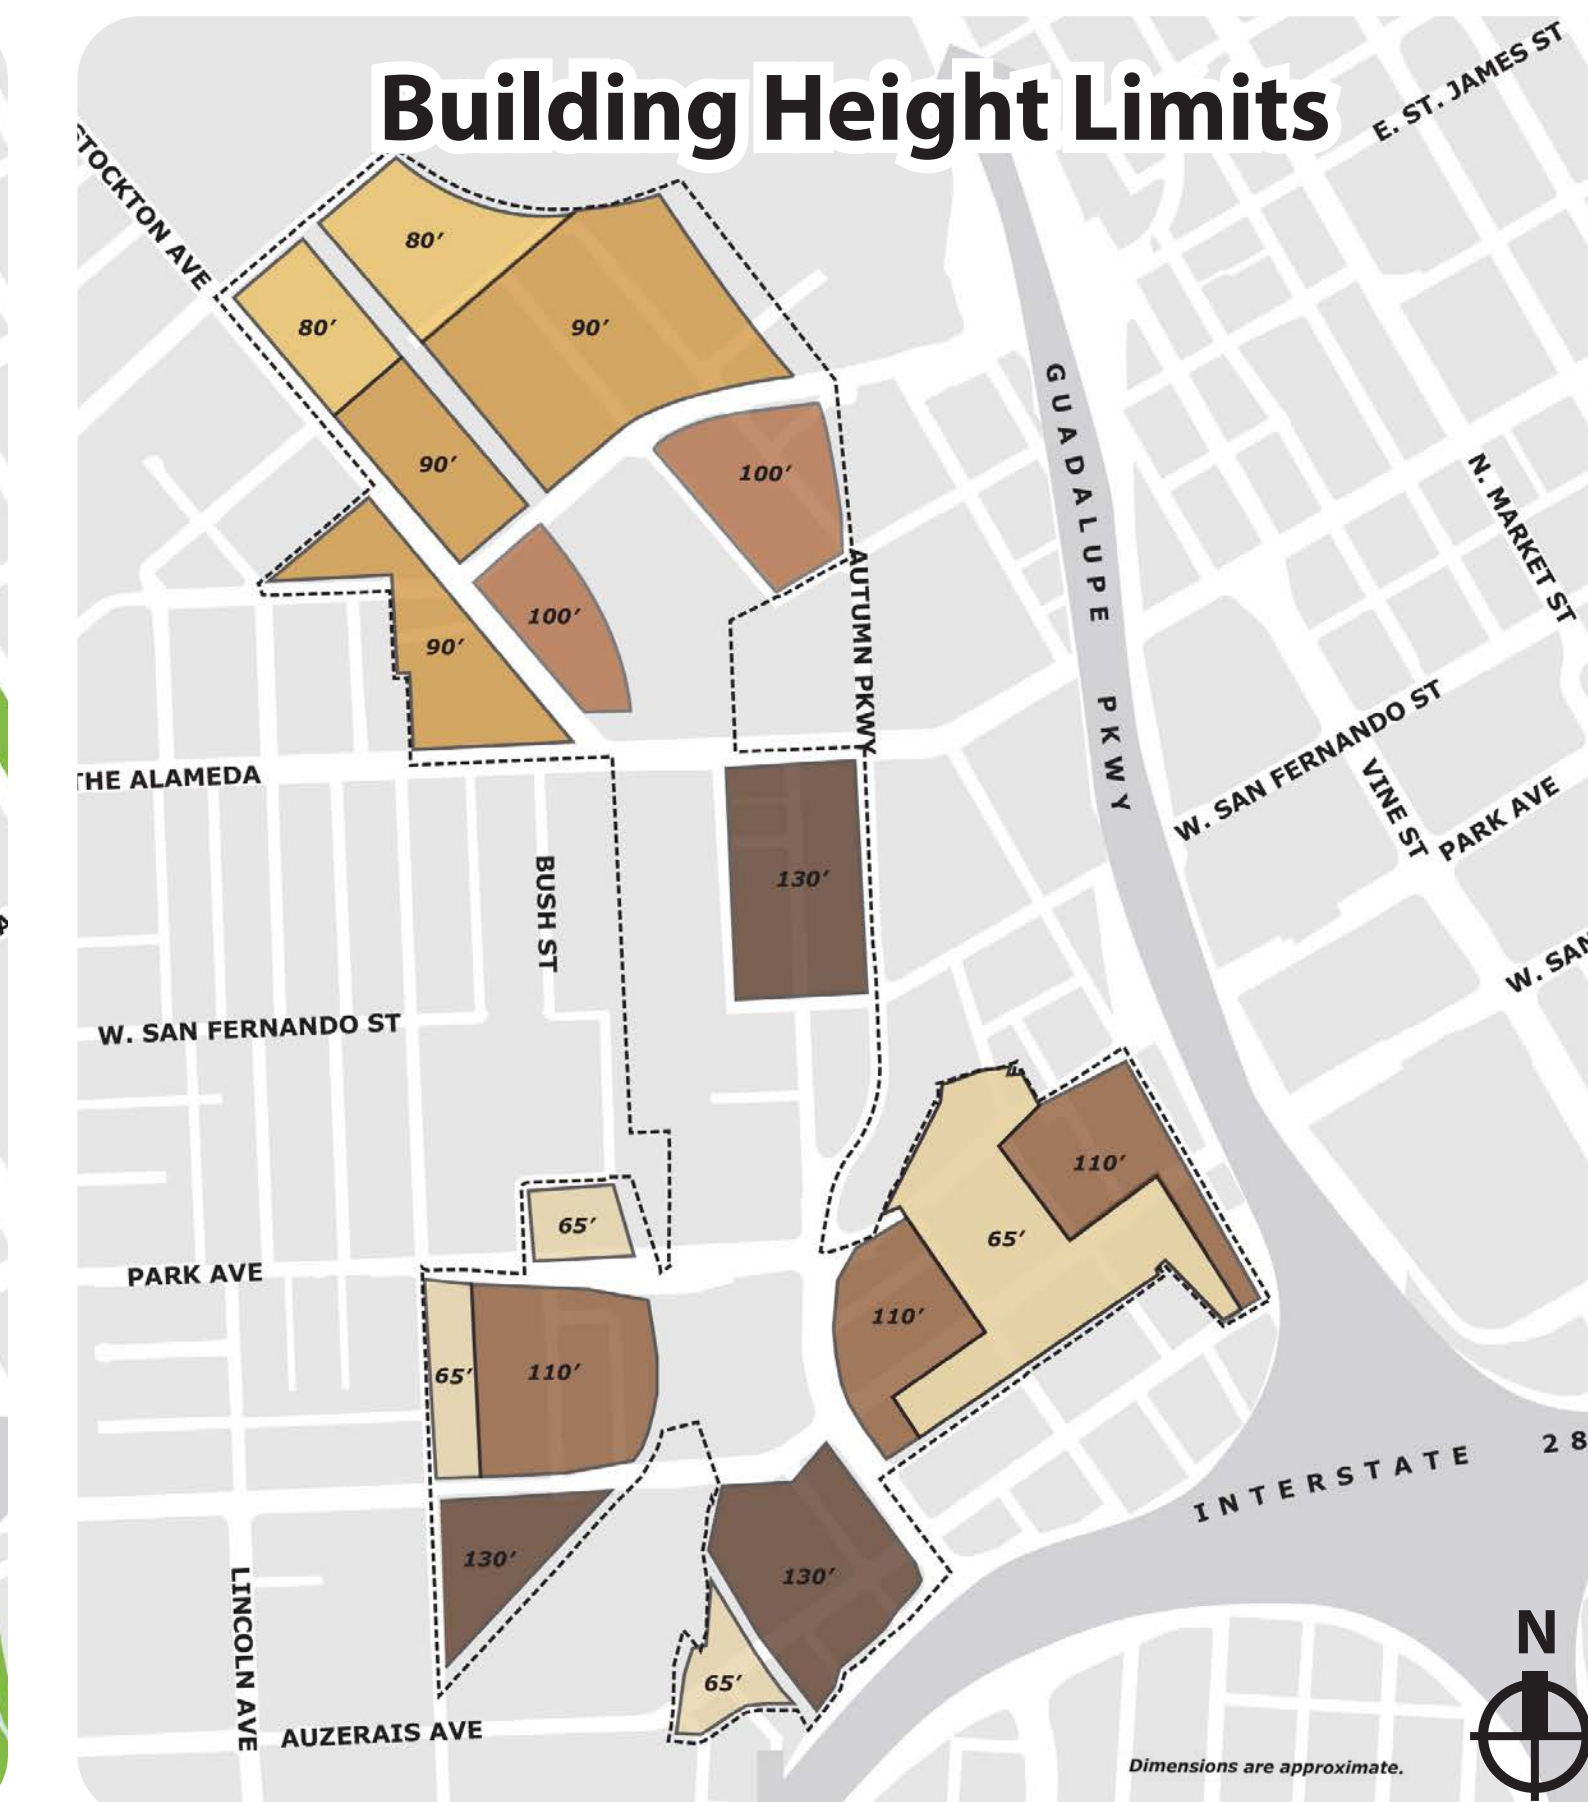 Building Height Limits
E. ST. JAMES ST
STOCKTON AVE
80′
80′
90′
GUADALUPE PKWY
90′
100′
N. MARKET ST
100′
AUTUMN PKWY
90′
W. SAN FERNANDO ST
THE ALAMEDA
VINE ST
PARK AVE
130′
BUSH ST
W. SAN
W. SAN FERNANDO ST
110′
65′
65′
PARK AVE
110′
65′
110′
INTERSTATE 28
130′
130′
LINCOLN AVE
N
65′
AUZERAIS AVE
Dimensions are approximate.